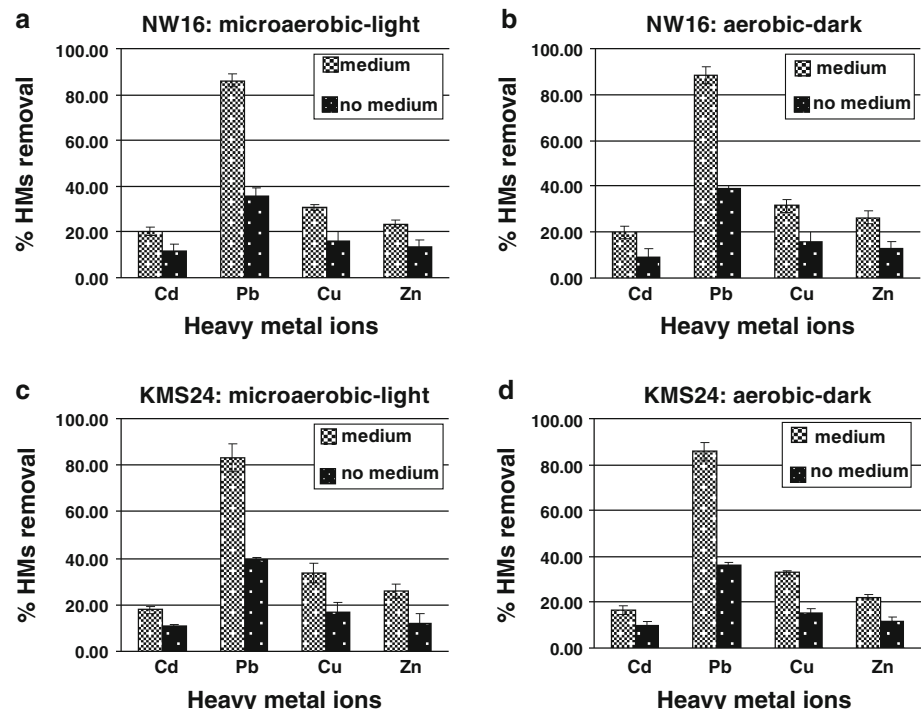 a
NW16: microaerobic-light
100.00
80.00
60.00
40.00
20.00
0.00
% HMs removal
medium
no medium
Cd Pb Cu Zn
Heavy metal ions
b
NW16: aerobic-dark
100.00
80.00
60.00
40.00
20.00
0.00
% HMs removal
medium
no medium
Cd Pb Cu Zn
Heavy metal ions
c
KMS24: microaerobic-light
100.00
80.00
60.00
40.00
20.00
0.00
% HMs removal
medium
no medium
Cd Pb Cu Zn
Heavy metal ions
d
KMS24: aerobic-dark
100.00
80.00
60.00
40.00
20.00
0.00
% HMs removal
medium
no medium
Cd Pb Cu Zn
Heavy metal ions